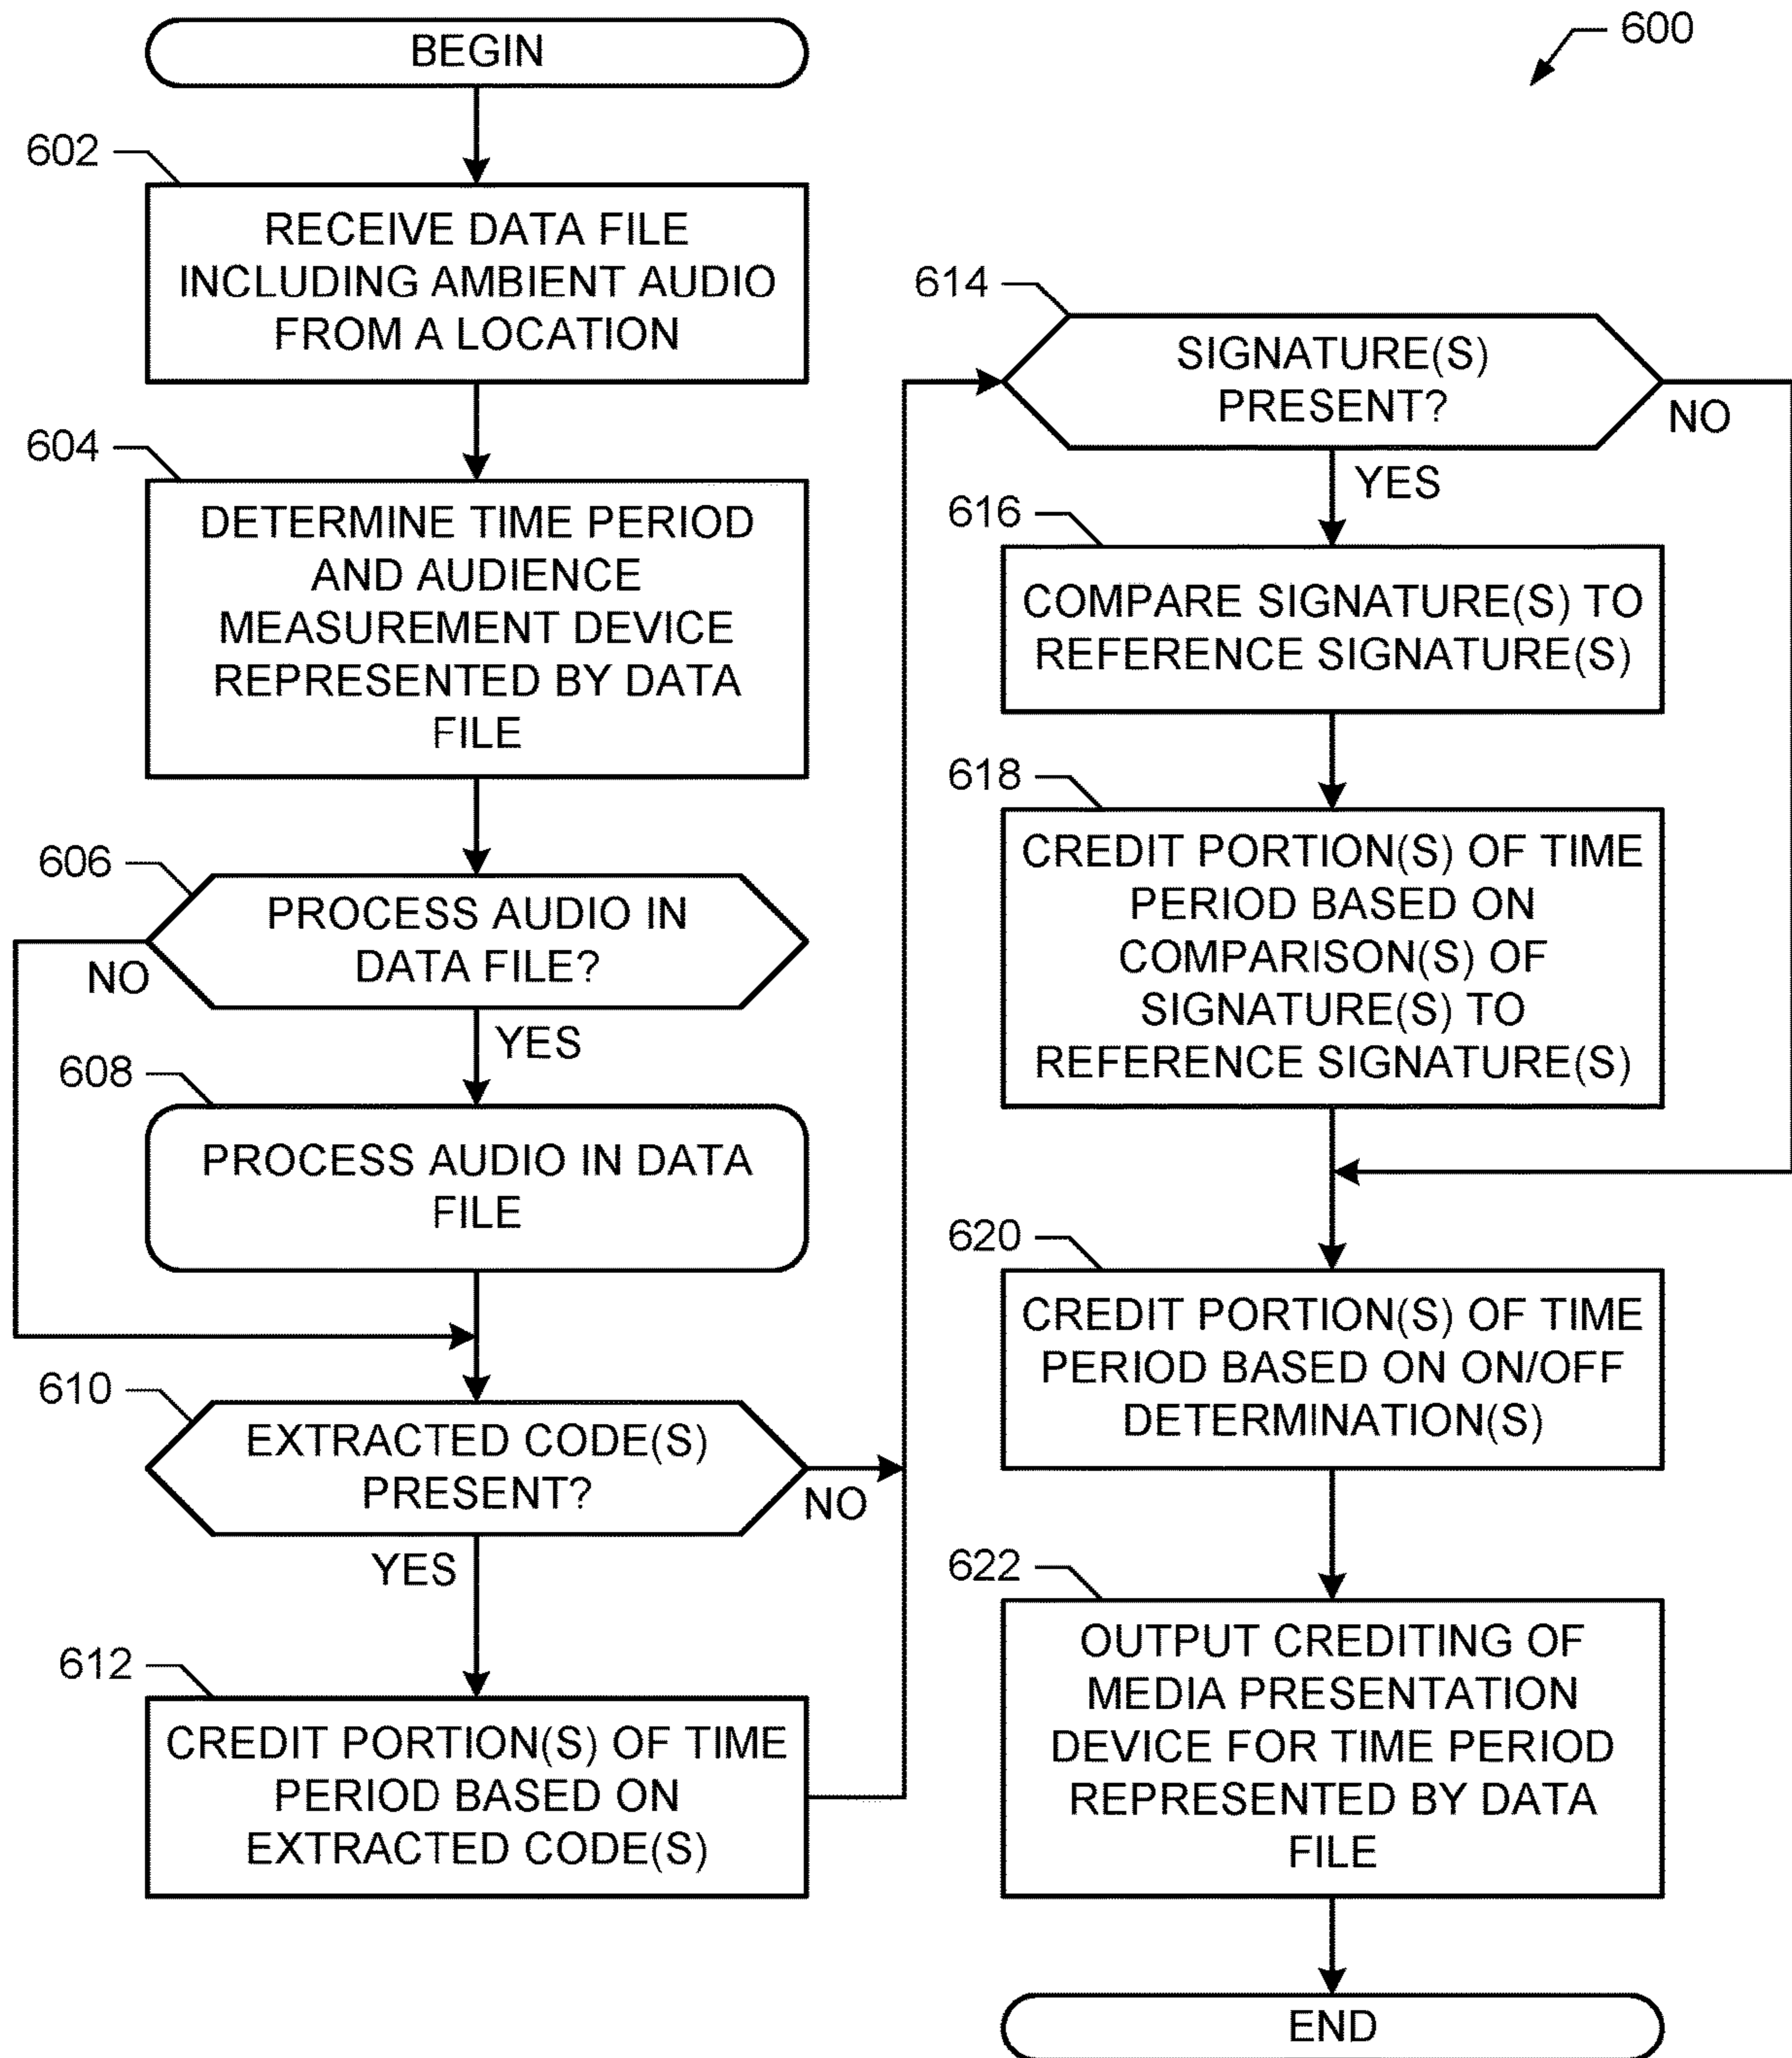 BEGIN
600
602
RECEIVE DATA FILE
INCLUDING AMBIENT AUDIO
FROM A LOCATION
604
DETERMINE TIME PERIOD
AND AUDIENCE
MEASUREMENT DEVICE
REPRESENTED BY DATA
FILE
606
PROCESS AUDIO IN
DATA FILE?
NO
YES
608
PROCESS AUDIO IN DATA
FILE
610
EXTRACTED CODE(S)
PRESENT?
NO
YES
612
CREDIT PORTION(S) OF TIME
PERIOD BASED ON
EXTRACTED CODE(S)
614
SIGNATURE(S)
PRESENT?
NO
YES
616
COMPARE SIGNATURE(S) TO
REFERENCE SIGNATURE(S)
618
CREDIT PORTION(S) OF TIME
PERIOD BASED ON
COMPARISON(S) OF
SIGNATURE(S) TO
REFERENCE SIGNATURE(S)
620
CREDIT PORTION(S) OF TIME
PERIOD BASED ON ON/OFF
DETERMINATION(S)
622
OUTPUT CREDITING OF
MEDIA PRESENTATION
DEVICE FOR TIME PERIOD
REPRESENTED BY DATA
FILE
END